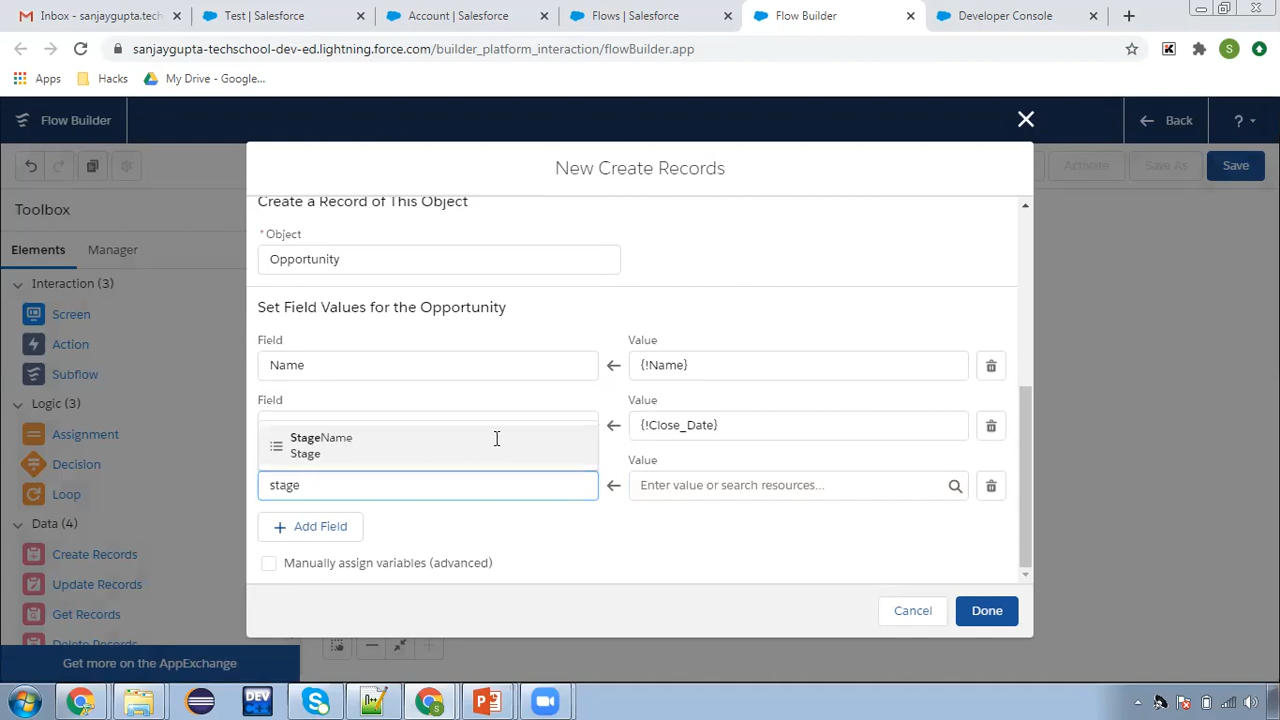 Inbox - sanjaygupta.tech
Test | Salesforce
Account | Salesforce
Flows | Salesforce
Flow Builder
Developer Console
sanjaygupta-techschool-dev-ed.lightning.force.com/builder_platform_interaction/flowBuilder.app
S
Apps
Hacks
My Drive - Google...
Flow Builder
Back
?
New Create Records
Activate
Save As
Save
Toolbox
Elements
Manager
Interaction (3)
Screen
Action
Subflow
Logic (3)
Assignment
Decision
Loop
Data (4)
Create Records
Update Records
Get Records
Delete Records
Get more on the AppExchange
Create a Record of This Object
*Object
Opportunity
Set Field Values for the Opportunity
Field
Value
Name
{!Name}
Field
Value
{!Close_Date}
StageName
Stage
Value
stage
Enter value or search resources...
+ Add Field
Manually assign variables (advanced)
Cancel
Done
DEV
C++